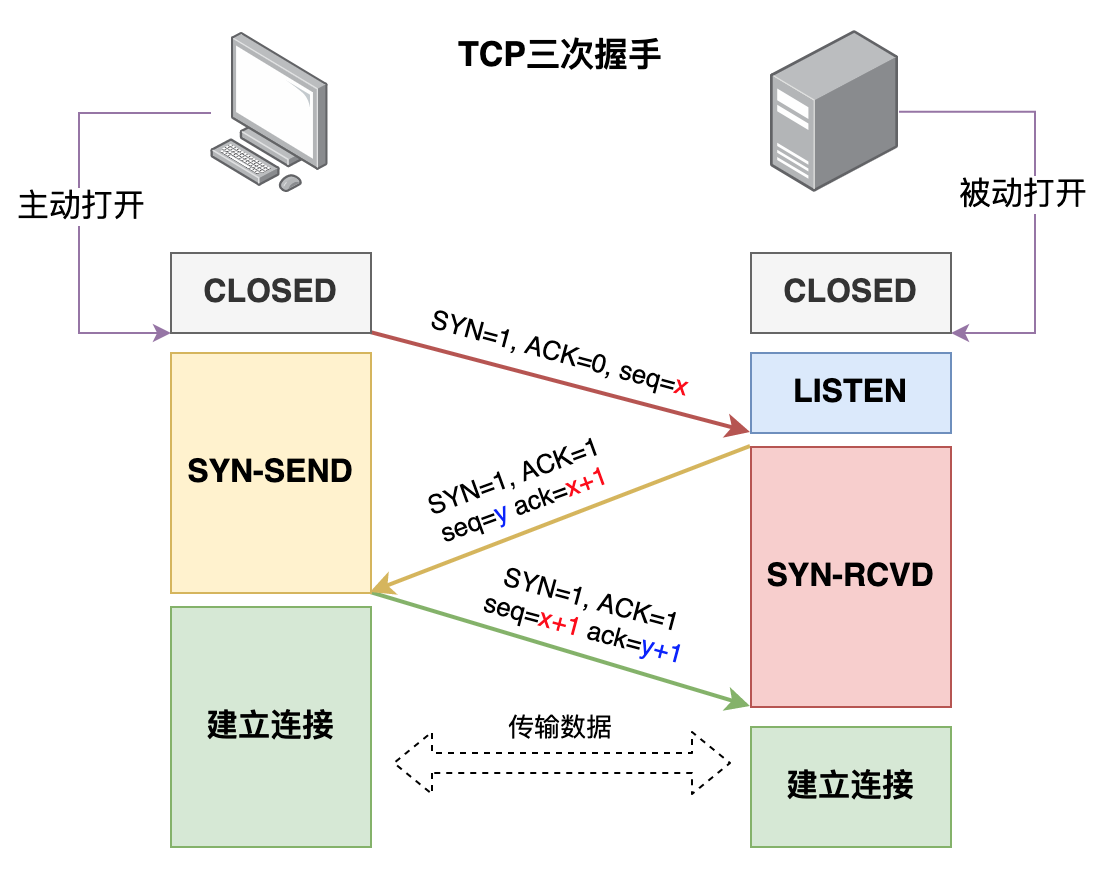 TCP三次握手
主动打开
被动打开
CLOSED
CLOSED
SYN=1, ACK=0, seq=x
LISTEN
SYN-SEND
SYN=1, ACK=1
seq=y ack=x+1
SYN-RCVD
SYN=1, ACK=1
seq=x+1 ack=y+1
建立连接
传输数据
建立连接